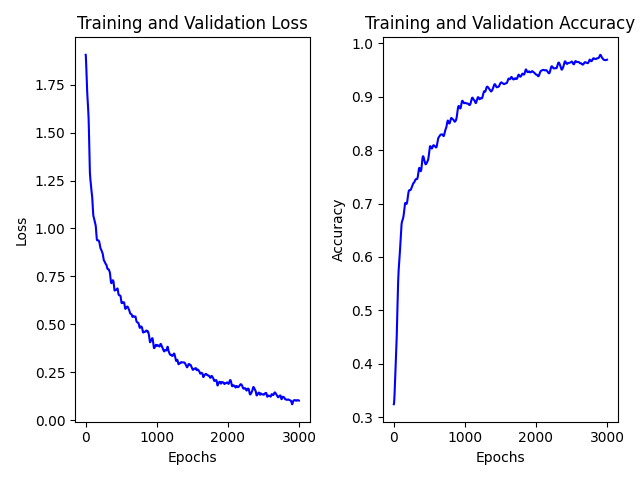 Training and Validation Loss
Loss
1.75
1.50
1.25
1.00
0.75
0.50
0.25
0.00
0 1000 2000 3000
Epochs
Training and Validation Accuracy
Accuracy
1.0
0.9
0.8
0.7
0.6
0.5
0.4
0.3
0 1000 2000 3000
Epochs